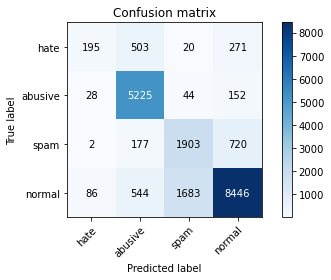 Confusion matrix
True label
hate 195 503 20 271
abusive 28 5225 44 152
spam 2 177 1903 720
normal 86 544 1683 8446
hate abusive spam normal
Predicted label
8000
7000
6000
5000
4000
3000
2000
1000